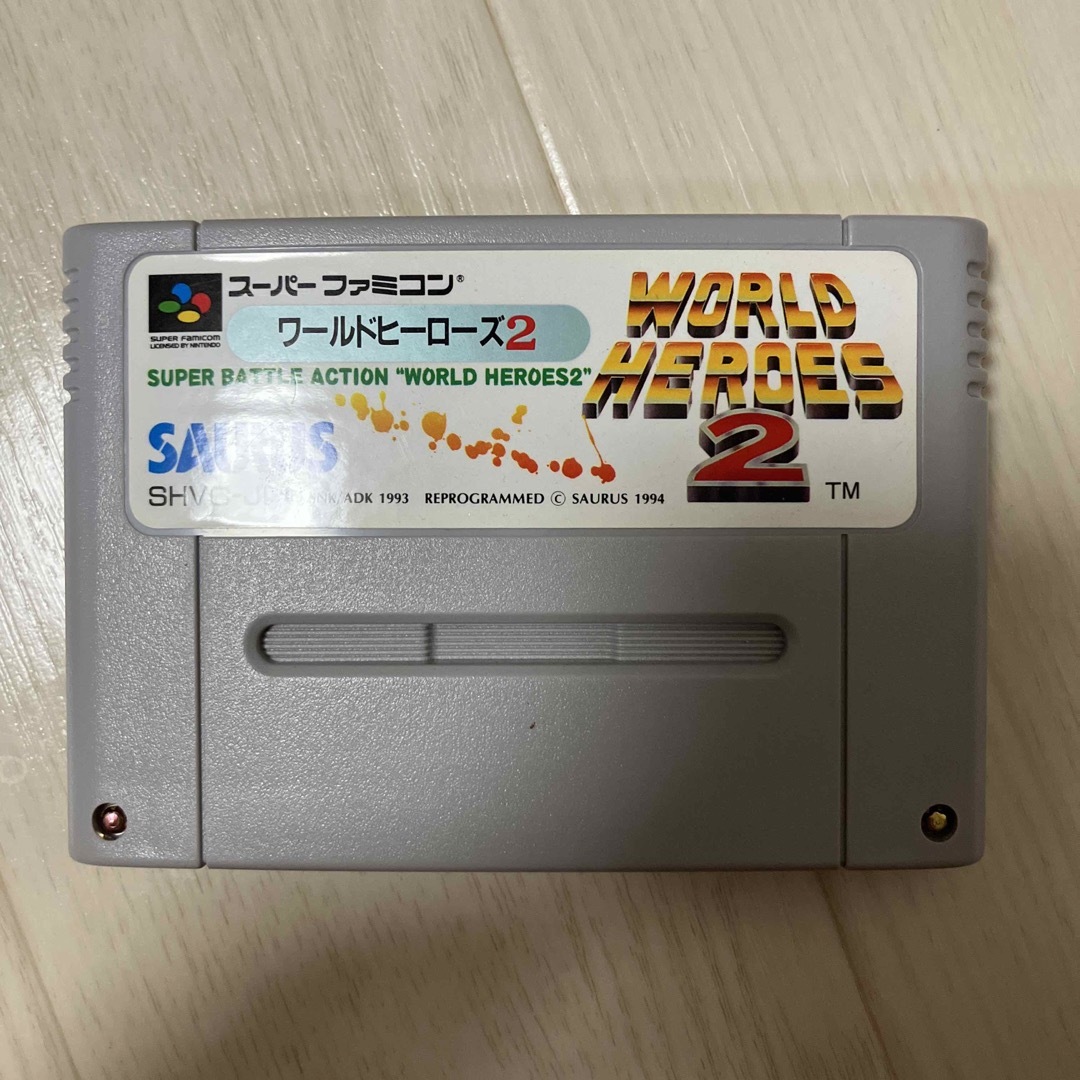 スーパーファミコン®
SUPER FAMICOM
LICENSED BY NINTENDO
ワールドヒーローズ2
SUPER BATTLE ACTION "WORLD HEROES2"
WORLD
HEROES
2
TM
SAURUS
ADK 1993 REPROGRAMMED © SAURUS 1994